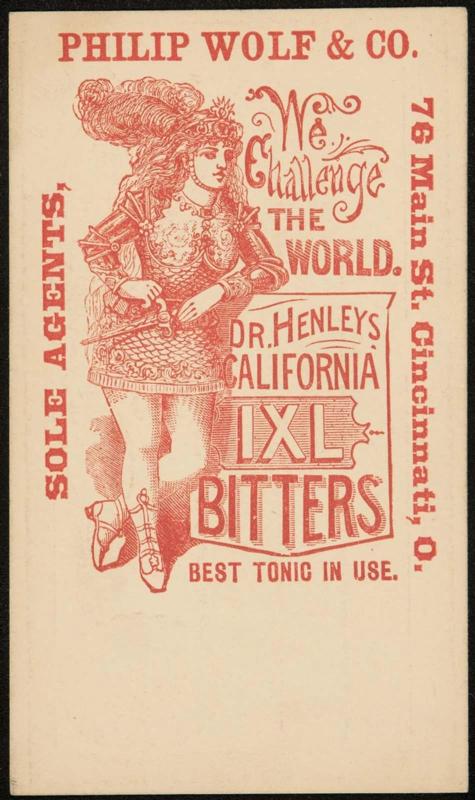 PHILIP WOLF & CO.
SOLE AGENTS,
We
Challenge
THE
WORLD.
DR. HENLEYS
CALIFORNIA
IXL
BITTERS
BEST TONIC IN USE.
76 Main St. Cincinnati, O.